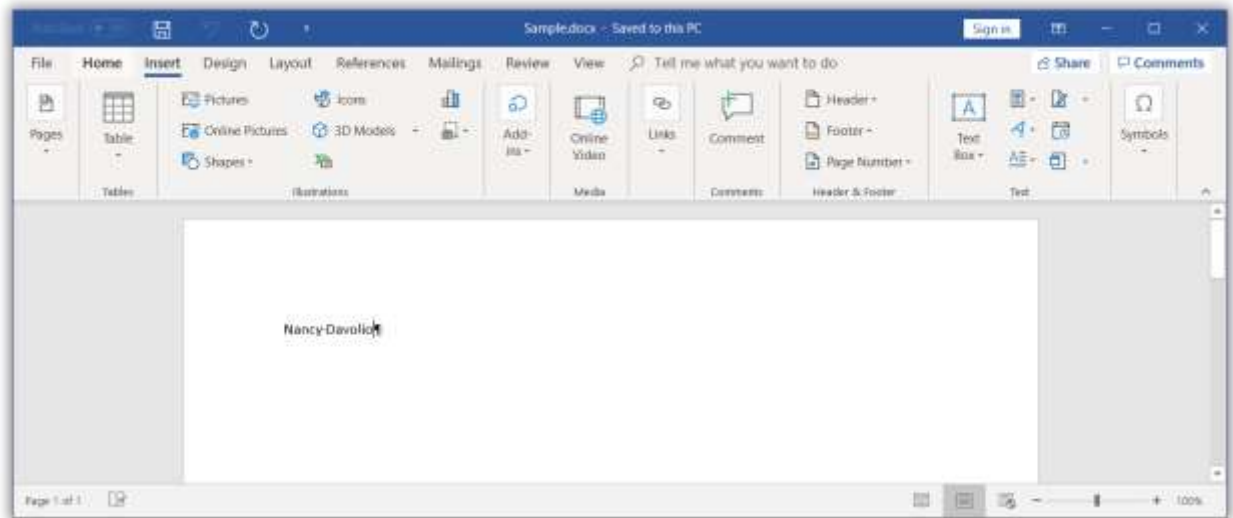 Sample.docx - Saved to this PC
Sign in
File Home Insert Design Layout References Mailings Review View Tell me what you want to do Share Comments
Pages
Table
Pictures
Online Pictures
Shapes
Icons
3D Models
Add-
ins
Online
Video
Links
Comment
Header
Footer
Page Number
Text
Box
Symbols
Tables Illustrations Media Comments Header & Footer Text
Nancy·Davolio¶
Page 1 of 1 100%